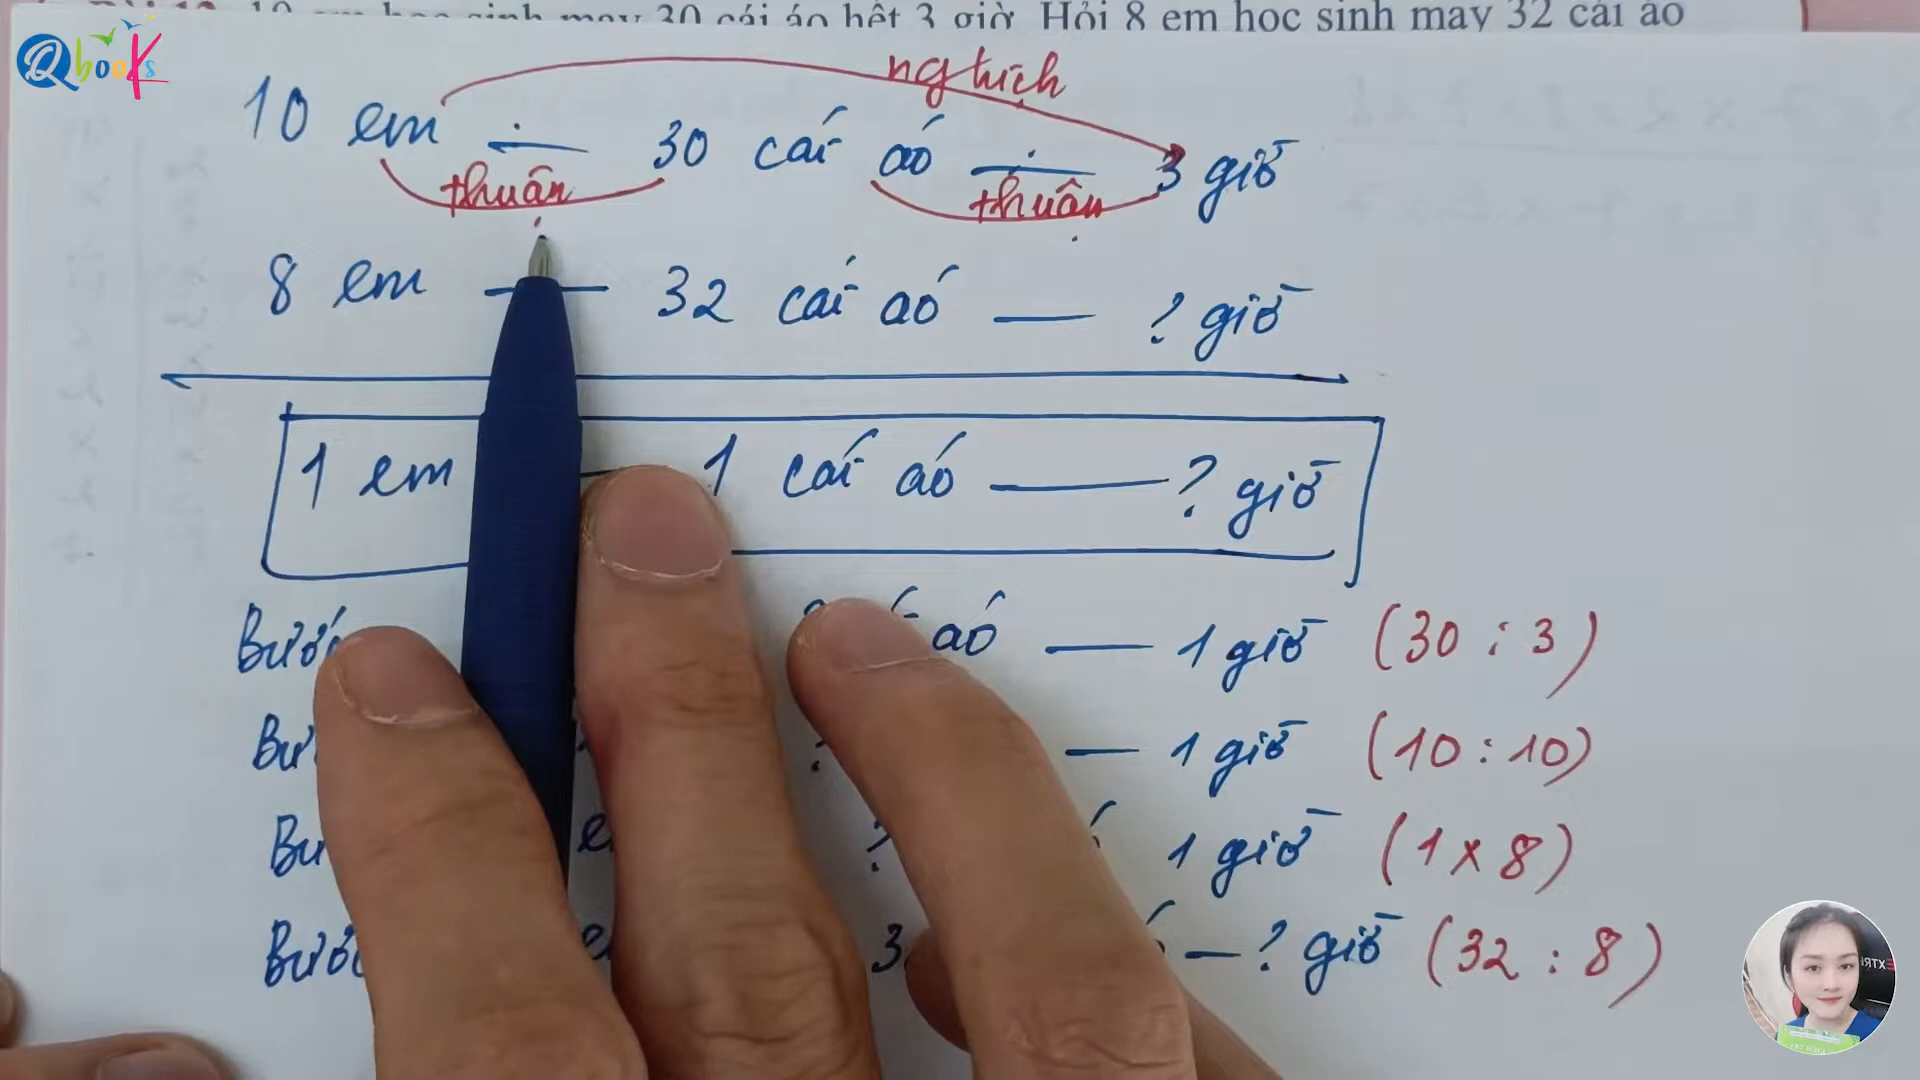 10 em học sinh may 30 cái áo hết 3 giờ. Hỏi 8 em học sinh may 32 cái áo
Qbooks
nghịch
10 em — 30 cái áo — 3 giờ
thuận thuận
8 em — 32 cái áo — ? giờ
1 em — 1 cái áo — ? giờ
áo — 1 giờ (30 : 3)
— 1 giờ (10 : 10)
1 giờ (1 x 8)
— ? giờ (32 : 8)